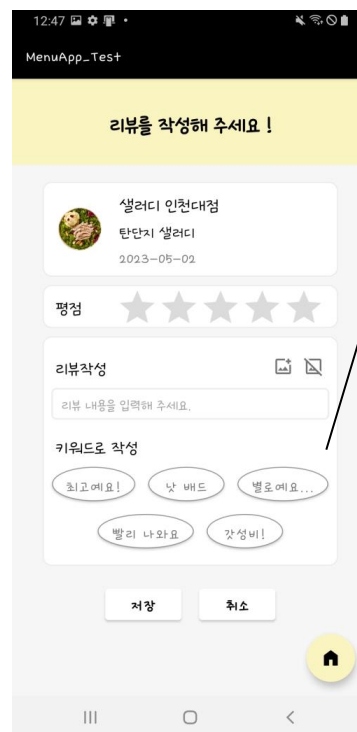 12:47
MenuApp_Test
리뷰를 작성해 주세요 !
샐러디 인천대점
탄단지 샐러디
2023-05-02
평점
리뷰작성
리뷰 내용을 입력해 주세요.
키워드로 작성
최고예요! 낫 배드 별로예요...
빨리 나와요 갓성비!
저장 취소